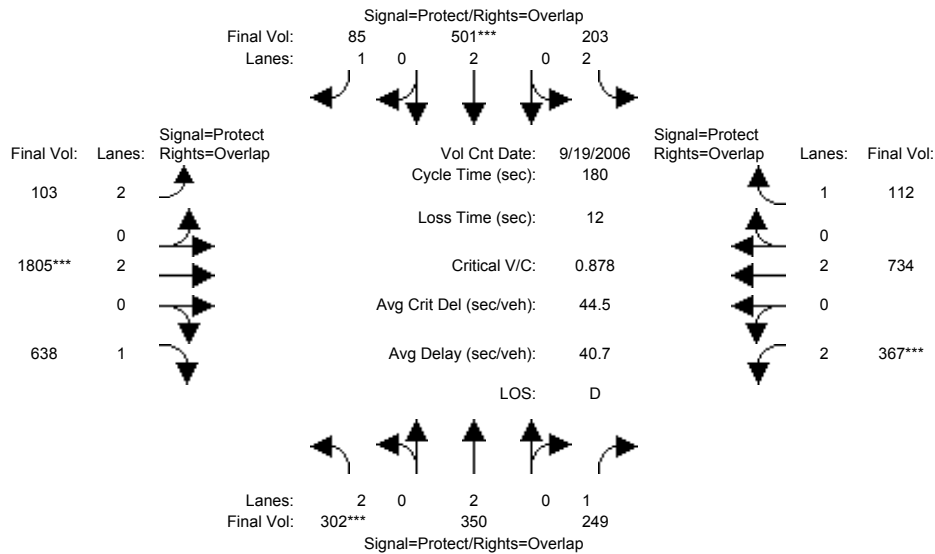 Signal=Protect/Rights=Overlap
Final Vol: 85 501*** 203
Lanes: 1 0 2 0 2
Signal=Protect Signal=Protect
Final Vol: Lanes: Rights=Overlap Vol Cnt Date: 9/19/2006 Rights=Overlap Lanes: Final Vol:
Cycle Time (sec): 180
103 2 1 112
Loss Time (sec): 12
0 0
1805*** 2 Critical V/C: 0.878 2 734
0 Avg Crit Del (sec/veh): 44.5 0
638 1 Avg Delay (sec/veh): 40.7 2 367***
LOS: D
Lanes: 2 0 2 0 1
Final Vol: 302*** 350 249
Signal=Protect/Rights=Overlap